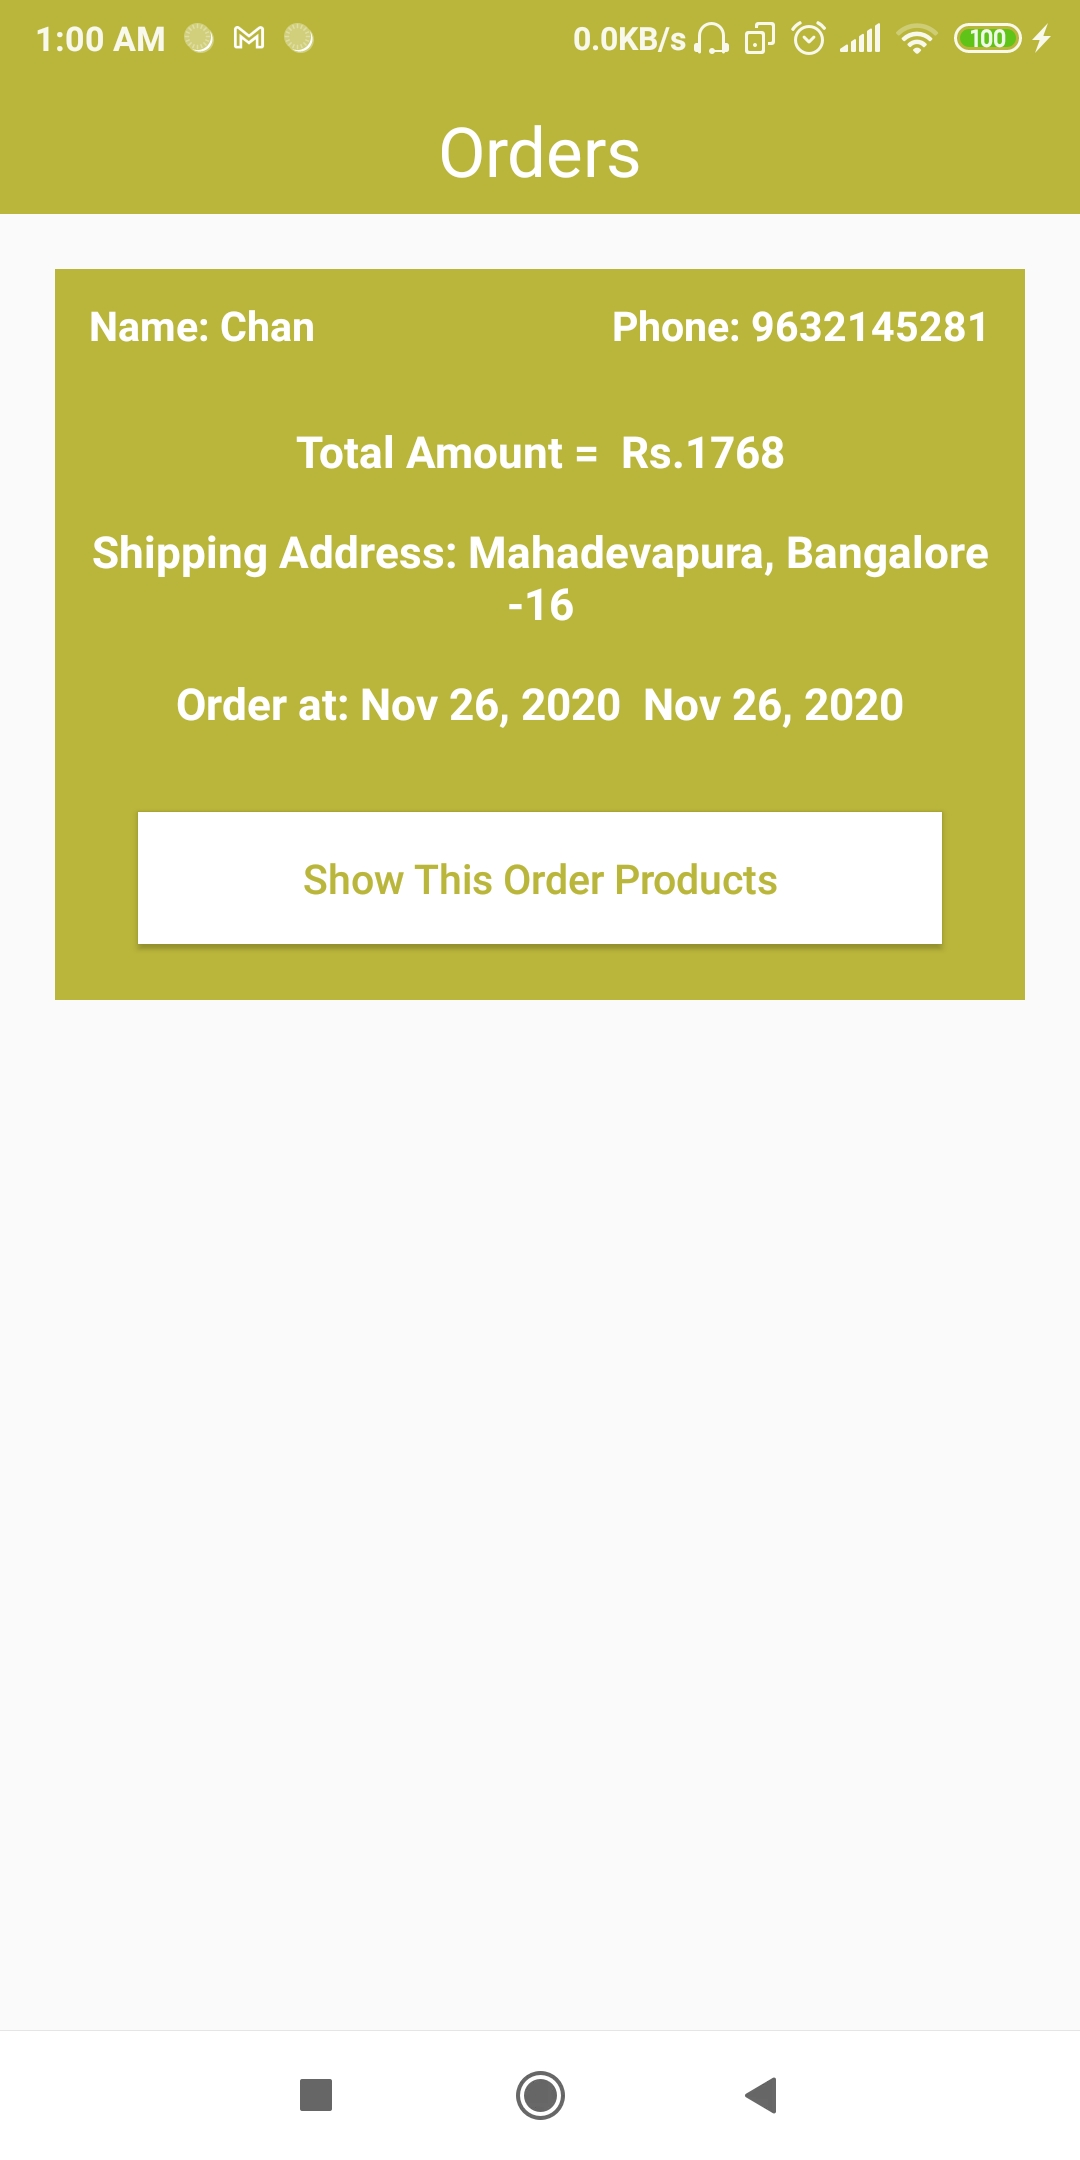 1:00 AM 0.0KB/s 100
Orders
Name: Chan Phone: 9632145281
Total Amount =  Rs.1768
Shipping Address: Mahadevapura, Bangalore
-16
Order at: Nov 26, 2020  Nov 26, 2020
Show This Order Products